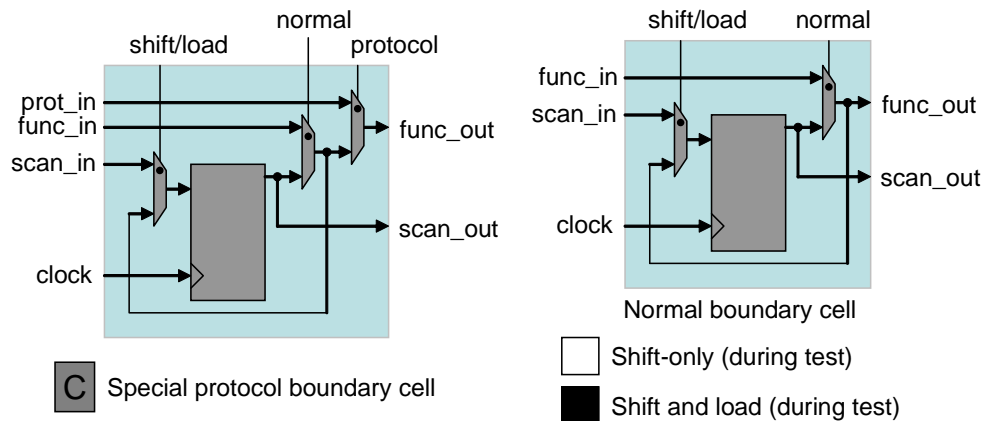 normal
shift/load
protocol
prot_in
func_in
scan_in
clock
func_out
scan_out
C Special protocol boundary cell
shift/load
normal
func_in
scan_in
clock
func_out
scan_out
Normal boundary cell
Shift-only (during test)
Shift and load (during test)